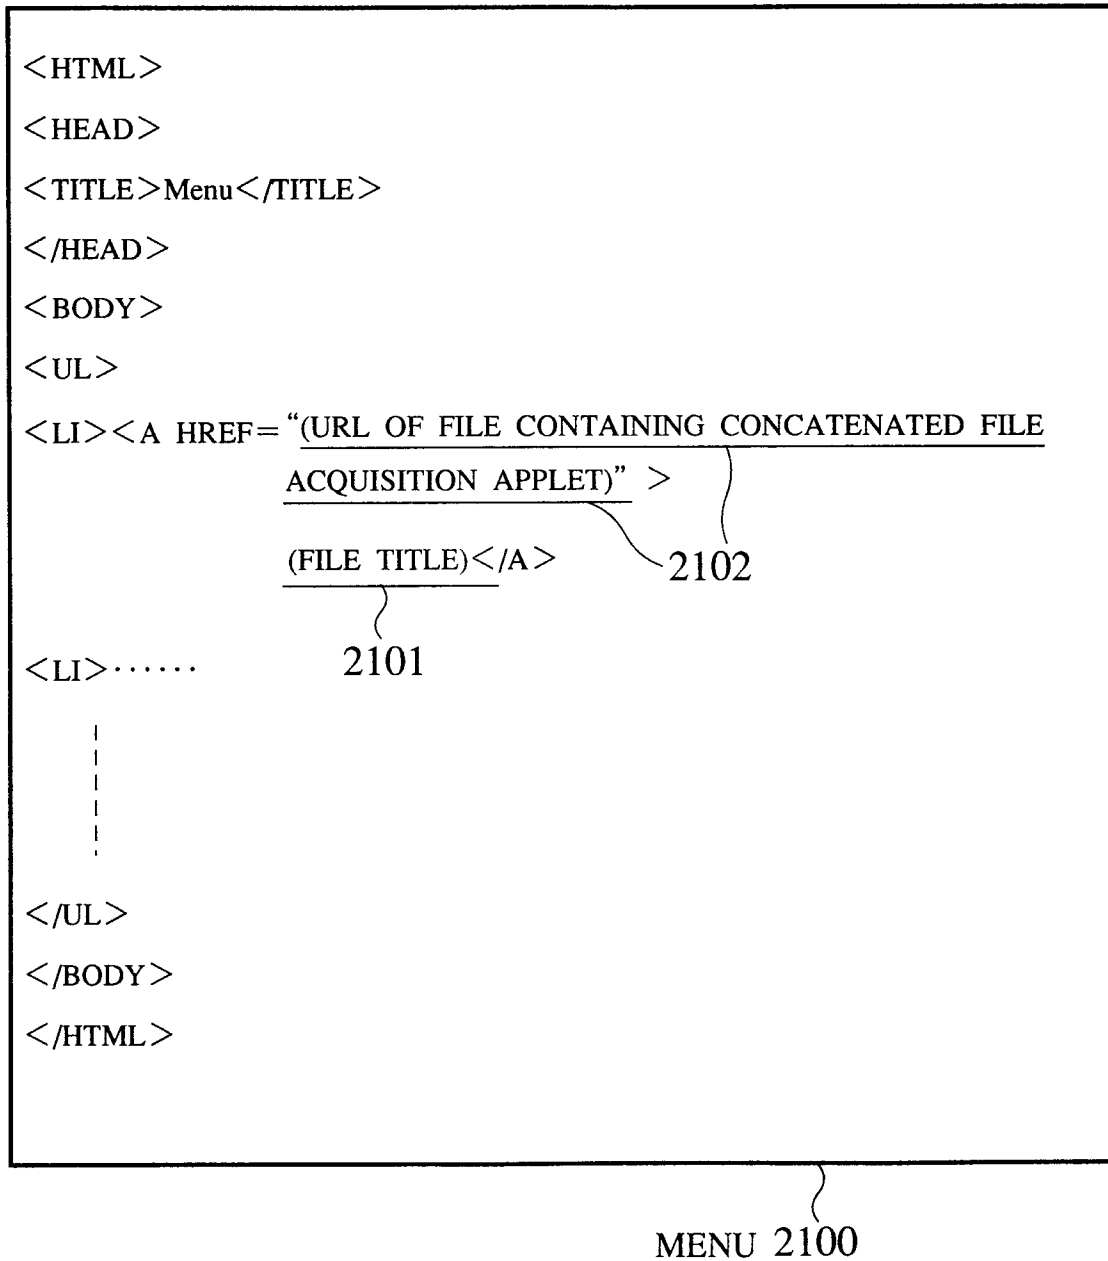 <HTML>
<HEAD>
<TITLE>Menu</TITLE>
</HEAD>
<BODY>
<UL>
<LI><A HREF=“(URL OF FILE CONTAINING CONCATENATED FILE
ACQUISITION APPLET)” >
2102
(FILE TITLE)</A>
2101
<LI>······
</UL>
</BODY>
</HTML>
MENU 2100